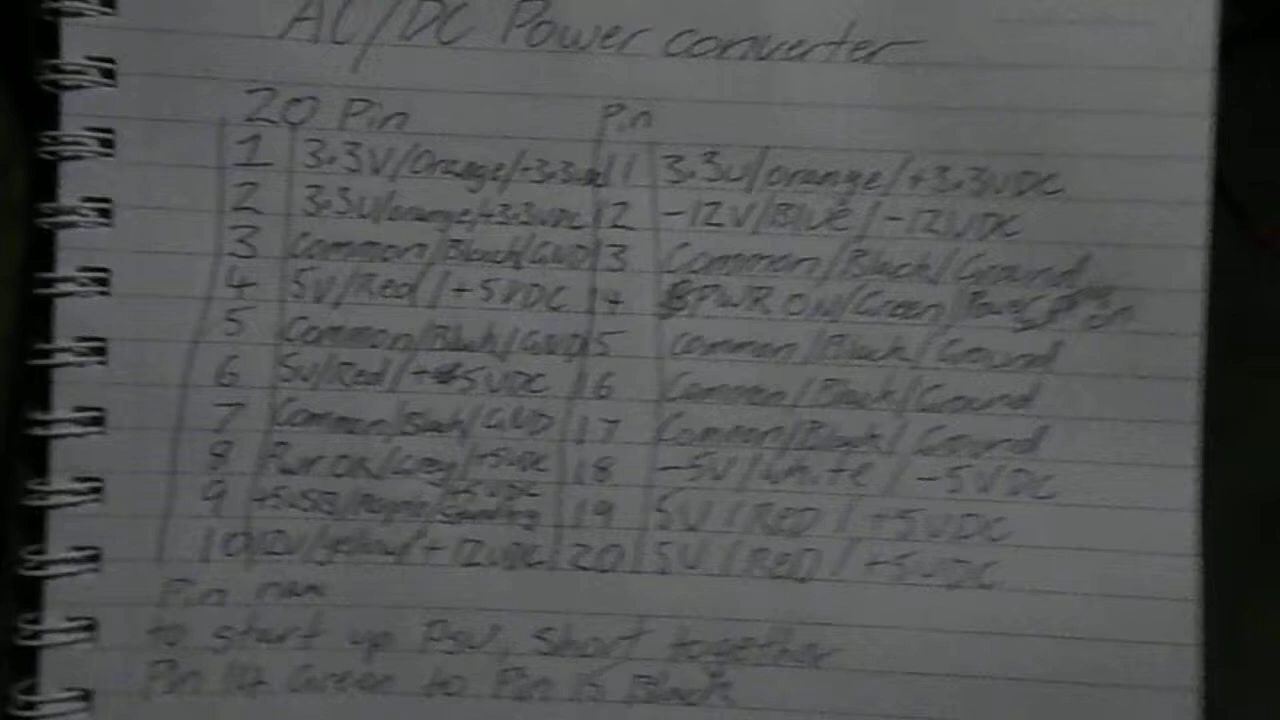 AC/DC Power converter
20 Pin Pin
1 3.3V/Orange/+3.3VDC 11 3.3V/orange/+3.3VDC
2 3.3V/orange/+3.3VDC 12 -12V/Blue/-12VDC
3 Common/Black/GND 13 Common/Black/Ground
4 5V/Red/+5VDC 14 PWR ON/Green/Power on
5 Common/Black/GND 15 common/Black/Ground
6 5V/Red/+5VDC 16 Common/Black/Ground
7 Common/Black/GND 17 Common/Black/Ground
8 Pwr OK/Grey/+5VDC 18 -5V/White/-5VDC
9 +5VSB/ 19 5V/RED/+5VDC
10 12V/yellow/+12VDC 20 5V/RED/+5VDC
Pin
to start up PSU, Short together
Pin 14 Green to Pin 15 Black